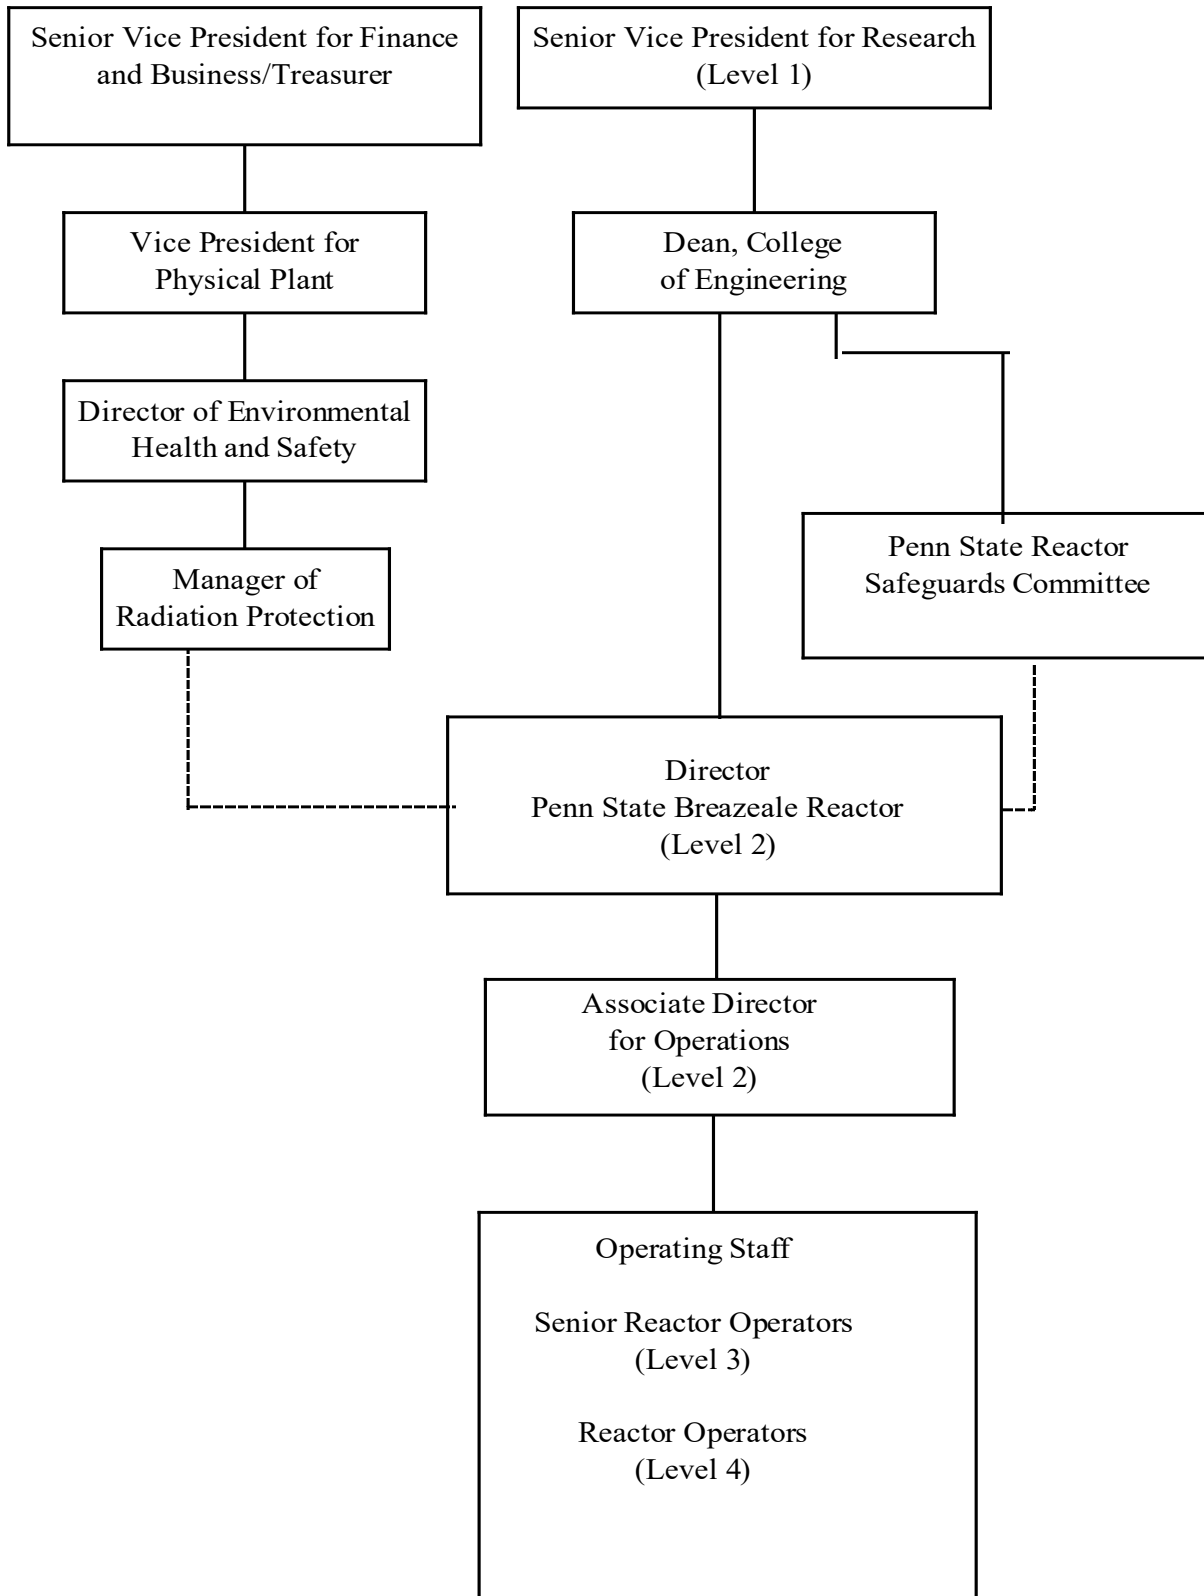 Senior Vice President for Finance
and Business/Treasurer
Senior Vice President for Research
(Level 1)
Vice President for
Physical Plant
Dean, College
of Engineering
Director of Environmental
Health and Safety
Manager of
Radiation Protection
Penn State Reactor
Safeguards Committee
Director
Penn State Breazeale Reactor
(Level 2)
Associate Director
for Operations
(Level 2)
Operating Staff
Senior Reactor Operators
(Level 3)
Reactor Operators
(Level 4)